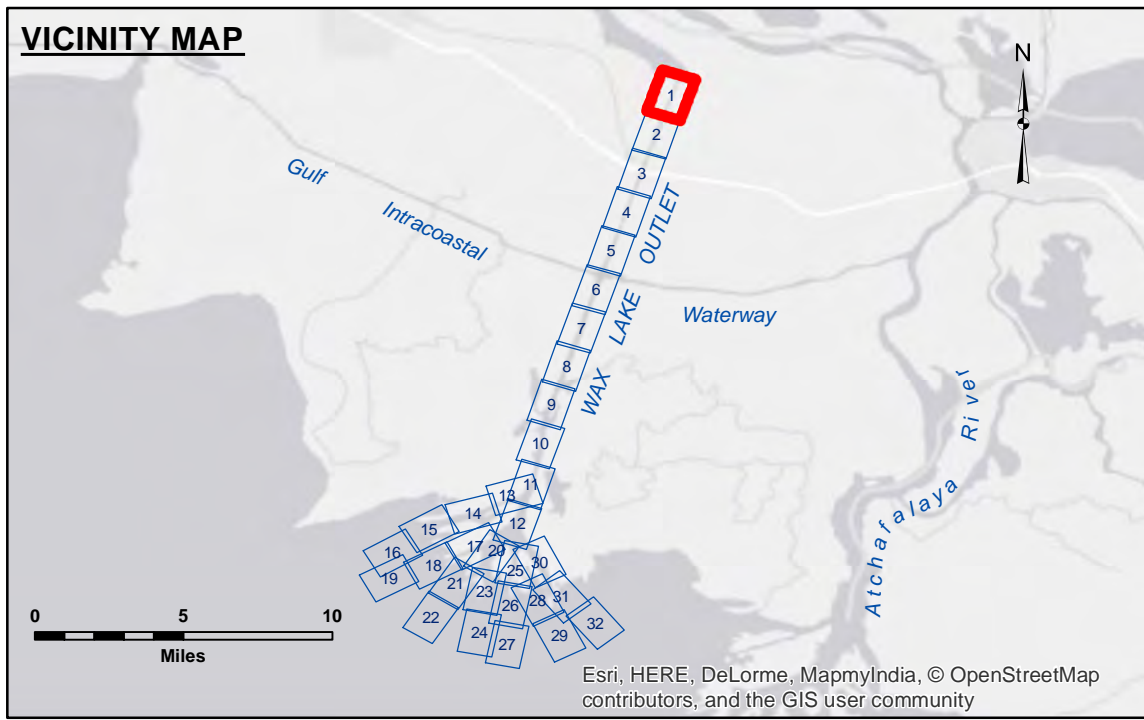 VICINITY MAP
N
1
2
3
4
5
6
7
8
9
10
11
12
13
14
15
16
17
18
19
20
21
22
23
24
25
26
27
28
29
30
31
32
Gulf
Intracoastal
Waterway
WAX LAKE OUTLET
Atchafalaya River
0 5 10
Miles
Esri, HERE, DeLorme, MapmyIndia, © OpenStreetMap
contributors, and the GIS user community